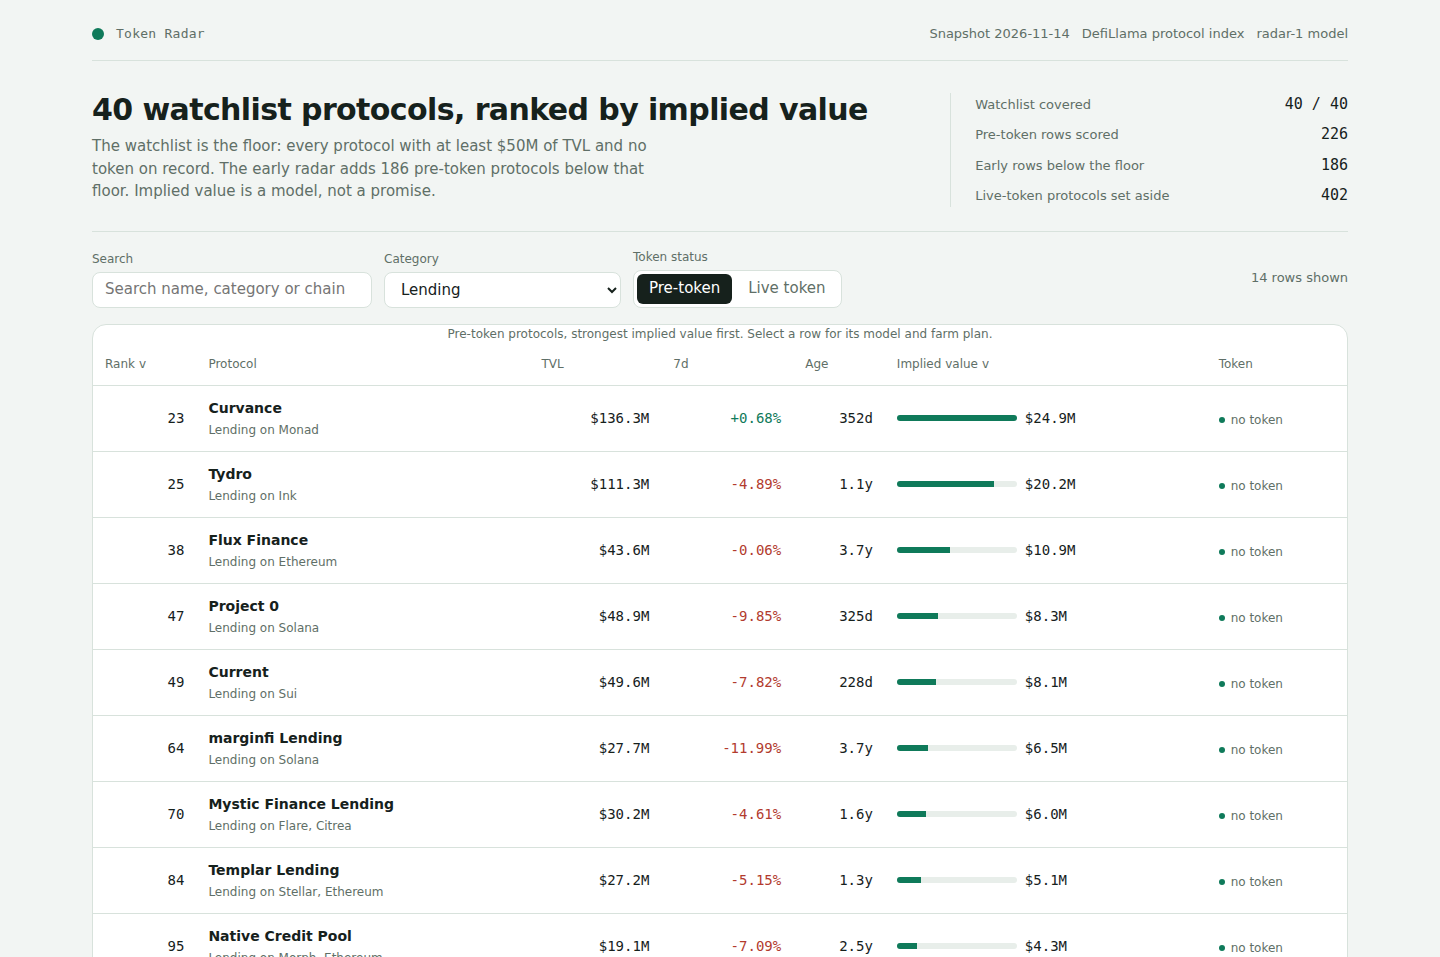 Token Radar
Snapshot 2026-11-14 DefiLlama protocol index radar-1 model
40 watchlist protocols, ranked by implied value
The watchlist is the floor: every protocol with at least $50M of TVL and no
token on record. The early radar adds 186 pre-token protocols below that
floor. Implied value is a model, not a promise.
Watchlist covered 40 / 40
Pre-token rows scored 226
Early rows below the floor 186
Live-token protocols set aside 402
Search
Category
Token status
Search name, category or chain
Lending
Pre-token
Live token
14 rows shown
Pre-token protocols, strongest implied value first. Select a row for its model and farm plan.
Rank v Protocol TVL 7d Age Implied value v Token
23 Curvance $136.3M +0.68% 352d $24.9M no token
Lending on Monad
25 Tydro $111.3M -4.89% 1.1y $20.2M no token
Lending on Ink
38 Flux Finance $43.6M -0.06% 3.7y $10.9M no token
Lending on Ethereum
47 Project 0 $48.9M -9.85% 325d $8.3M no token
Lending on Solana
49 Current $49.6M -7.82% 228d $8.1M no token
Lending on Sui
64 marginfi Lending $27.7M -11.99% 3.7y $6.5M no token
Lending on Solana
70 Mystic Finance Lending $30.2M -4.61% 1.6y $6.0M no token
Lending on Flare, Citrea
84 Templar Lending $27.2M -5.15% 1.3y $5.1M no token
Lending on Stellar, Ethereum
95 Native Credit Pool $19.1M -7.09% 2.5y $4.3M no token
Lending on Morph, Ethereum